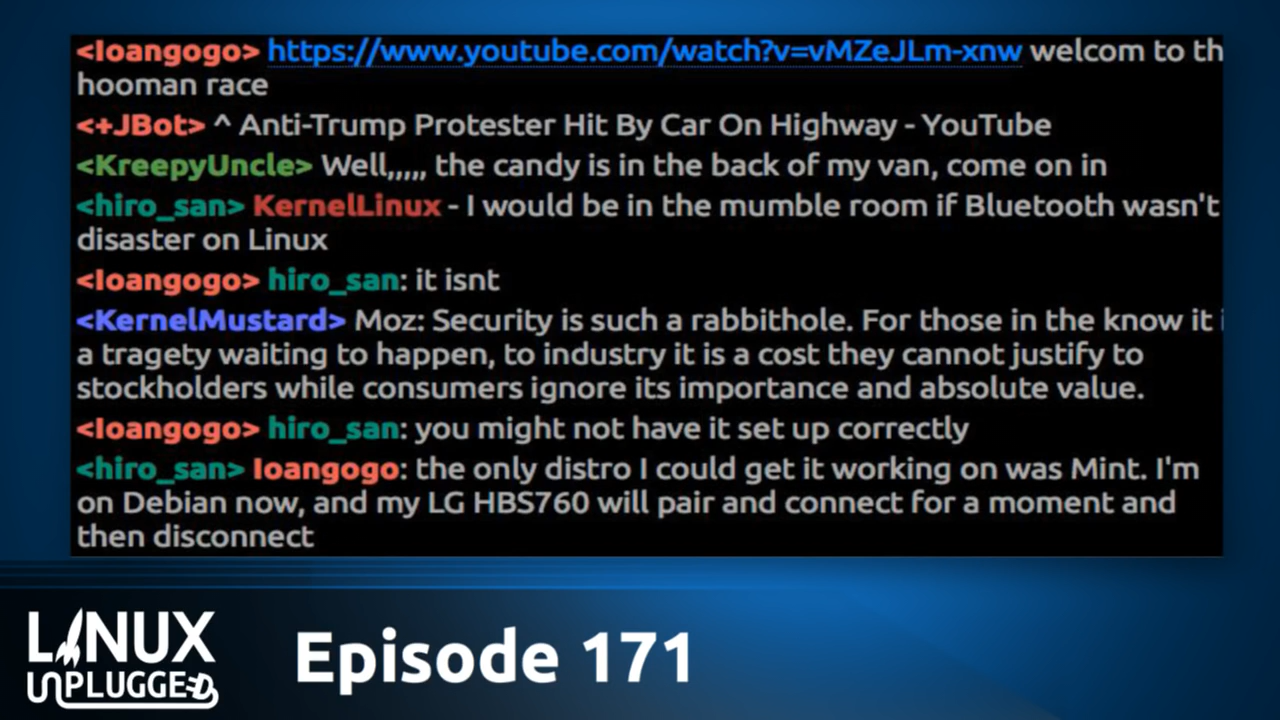 <Ioangogo> https://www.youtube.com/watch?v=vMZeJLm-xnw welcom to th
hooman race
<+JBot> ^ Anti-Trump Protester Hit By Car On Highway - YouTube
<KreepyUncle> Well,,,,, the candy is in the back of my van, come on in
<hiro_san> KernelLinux - I would be in the mumble room if Bluetooth wasn't
disaster on Linux
<Ioangogo> hiro_san: it isnt
<KernelMustard> Moz: Security is such a rabbithole. For those in the know it i
a tragety waiting to happen, to industry it is a cost they cannot justify to
stockholders while consumers ignore its importance and absolute value.
<Ioangogo> hiro_san: you might not have it set up correctly
<hiro_san> Ioangogo: the only distro I could get it working on was Mint. I'm
on Debian now, and my LG HBS760 will pair and connect for a moment and
then disconnect
LINUX
UNPLUGGED
Episode 171